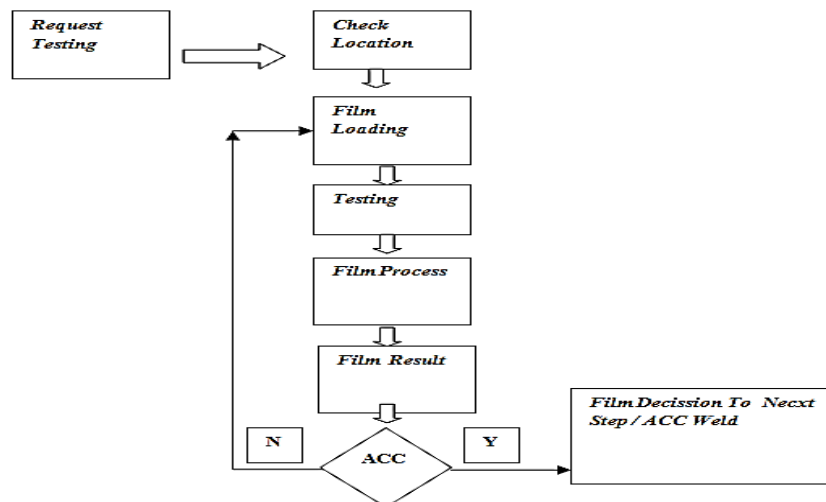 Request
Testing
Check
Location
Film
Loading
Testing
Film Process
Film Result
N
ACC
Y
Film Decission To Necxt
Step / ACC Weld